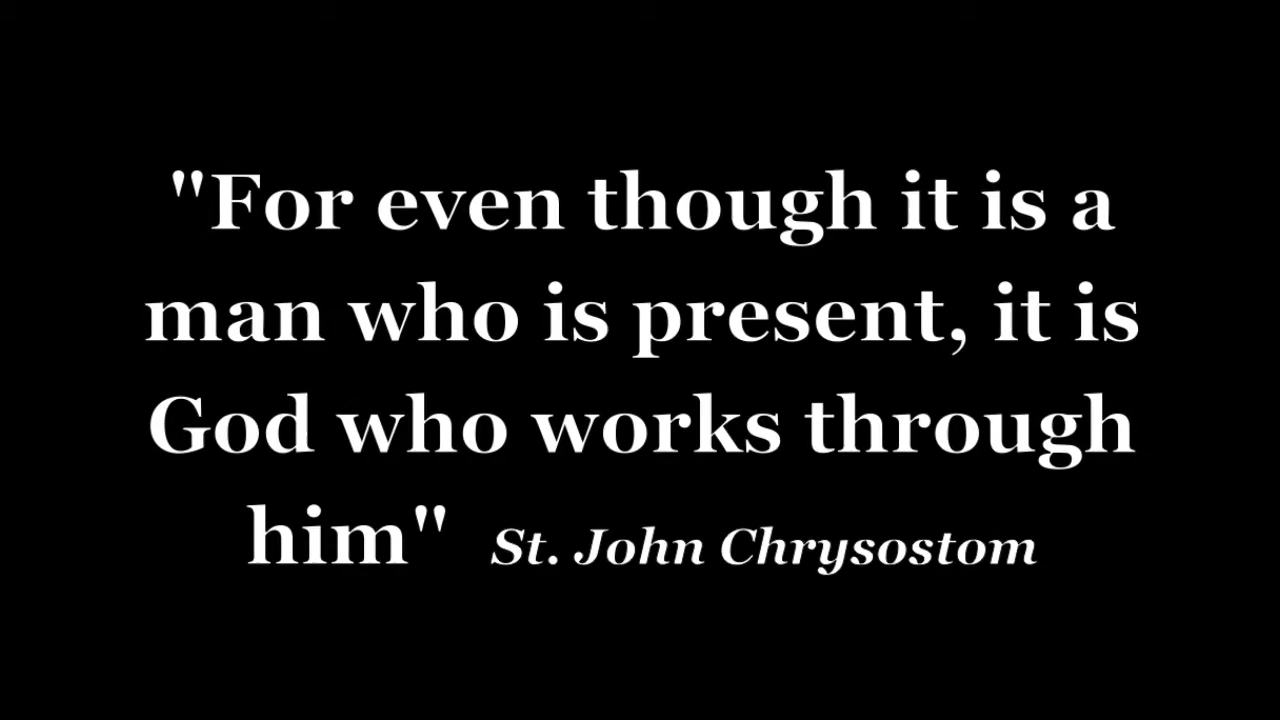 "For even though it is a
man who is present, it is
God who works through
him" St. John Chrysostom